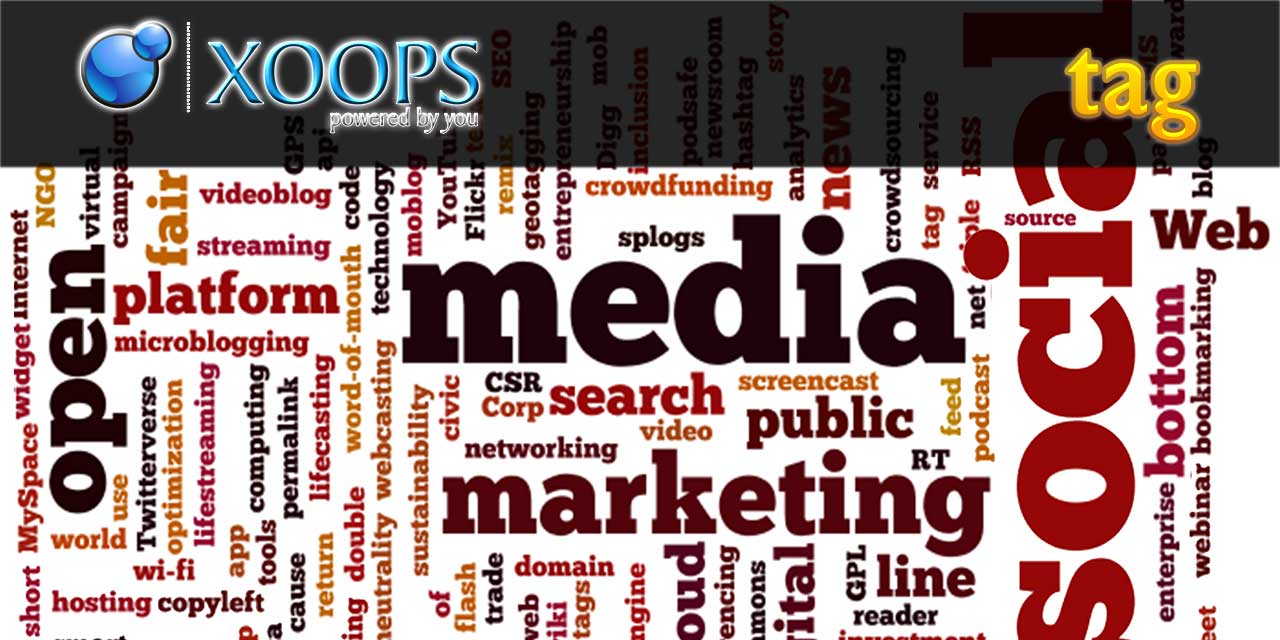 XOOPS
powered by you
tag
NGO
virtual
campaign
fair
videoblog
GPS
api
code
technology
moblog
YouTube
Flickr
remix
SEO
geotagging
entrepreneurship
Digg
mob
inclusion
podsafe
newsroom
hashtag
analytics
story
news
crowdsourcing
tag
service
RSS
social
blog
crowdfunding
source
Web
streaming
splogs
media
internet
open
platform
word-of-mouth
net
microblogging
widget
MySpace
CSR
search
screencast
feed
podcast
bottom
bookmarking
Corp
civic
video
public
Twitterverse
optimization
lifestreaming
computing
permalink
lifecasting
webcasting
sustainability
networking
RT
marketing
use
world
webinar
enterprise
wi-fi
app
tools
cause
return
double
neutrality
domain
hosting
copyleft
short
of
flash
trade
web
tags
GPL
line
reader
investment